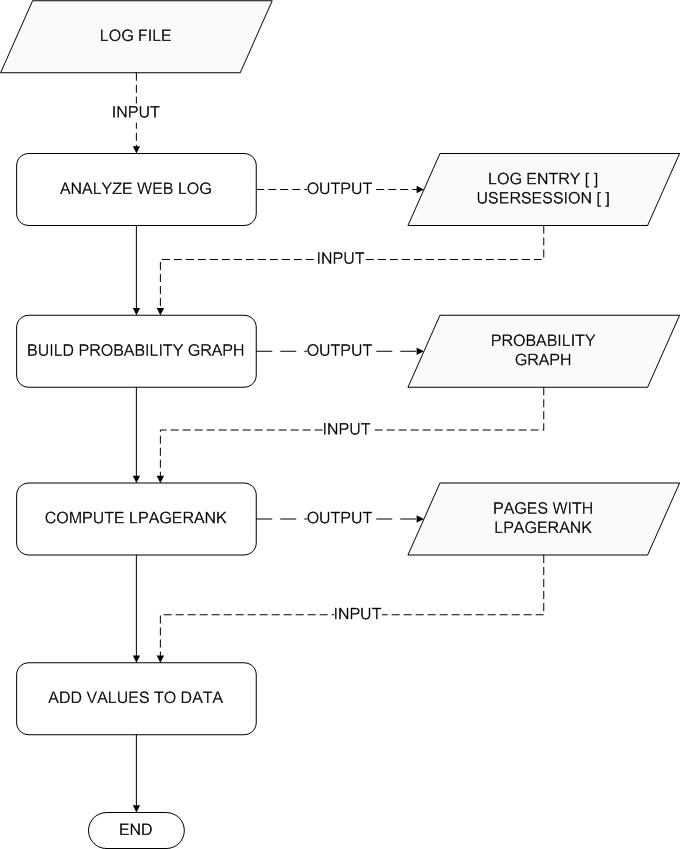 LOG FILE
INPUT
ANALYZE WEB LOG
OUTPUT
LOG ENTRY [ ]
USERSESSION [ ]
INPUT
BUILD PROBABILITY GRAPH
OUTPUT
PROBABILITY
GRAPH
INPUT
COMPUTE LPAGERANK
OUTPUT
PAGES WITH
LPAGERANK
INPUT
ADD VALUES TO DATA
END